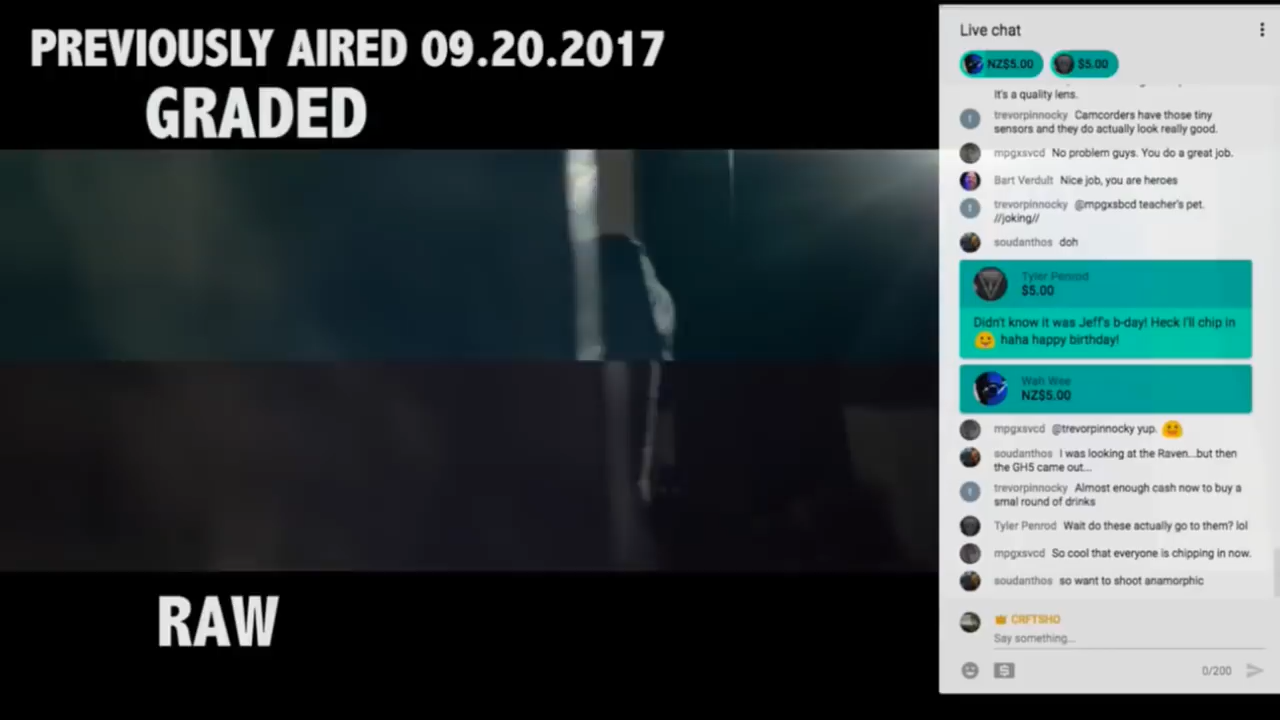 PREVIOUSLY AIRED 09.20.2017
GRADED
RAW
Live chat
NZ$5.00 $5.00
It's a quality lens.
trevorpinnocky Camcorders have those tiny
sensors and they do actually look really good.
mpgxsvcd No problem guys. You do a great job.
Bart Verdult Nice job, you are heroes
trevorpinnocky @mpgxsbcd teacher's pet.
//joking//
soudanthos doh
Tyler Penrod
$5.00
Didn't know it was Jeff's b-day! Heck I'll chip in
haha happy birthday!
Wah Wee
NZ$5.00
mpgxsvcd @trevorpinnocky yup.
soudanthos I was looking at the Raven...but then
the GH5 came out...
trevorpinnocky Almost enough cash now to buy a
smal round of drinks
Tyler Penrod Wait do these actually go to them? lol
mpgxsvcd So cool that everyone is chipping in now.
soudanthos so want to shoot anamorphic
CRFTSHO
Say something...
0/200